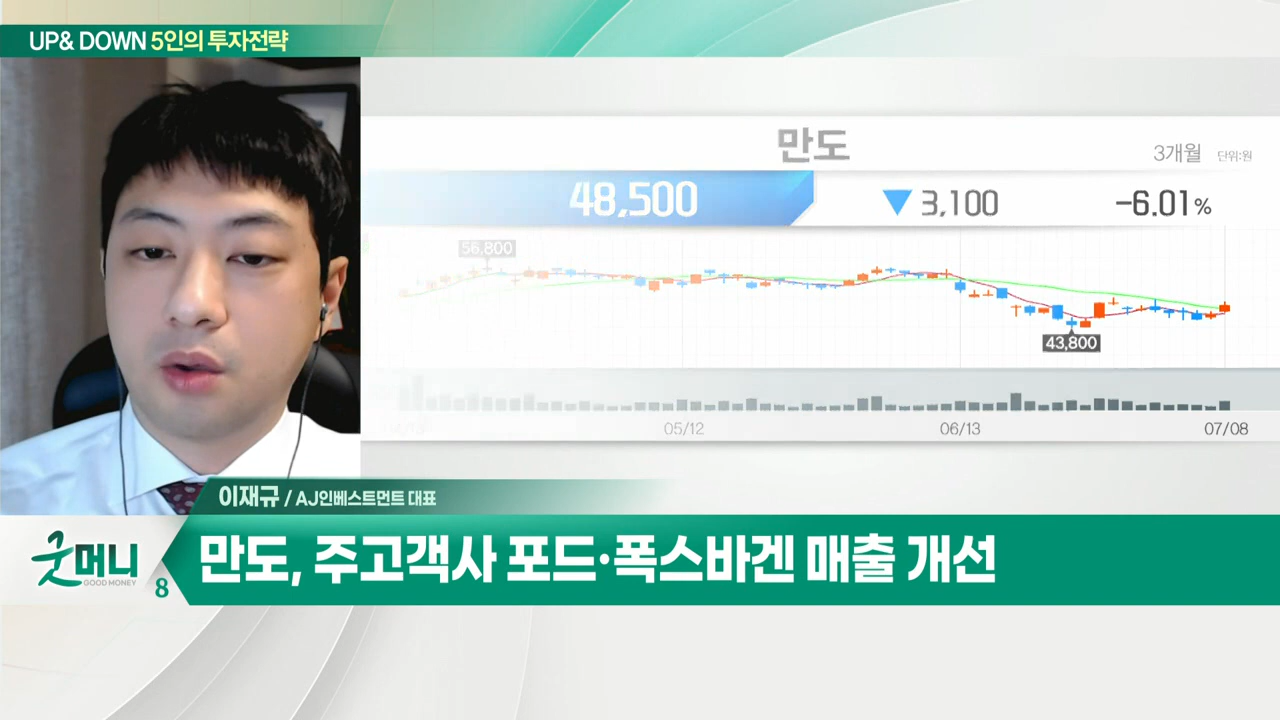 UP& DOWN 5인의 투자전략
만도
3개월 단위:원
48,500 ▼ 3,100 -6.01%
56,800
43,800
05/12 06/13 07/08
이재규 / AJ인베스트먼트 대표
굿머니
GOOD MONEY
8
만도, 주고객사 포드·폭스바겐 매출 개선